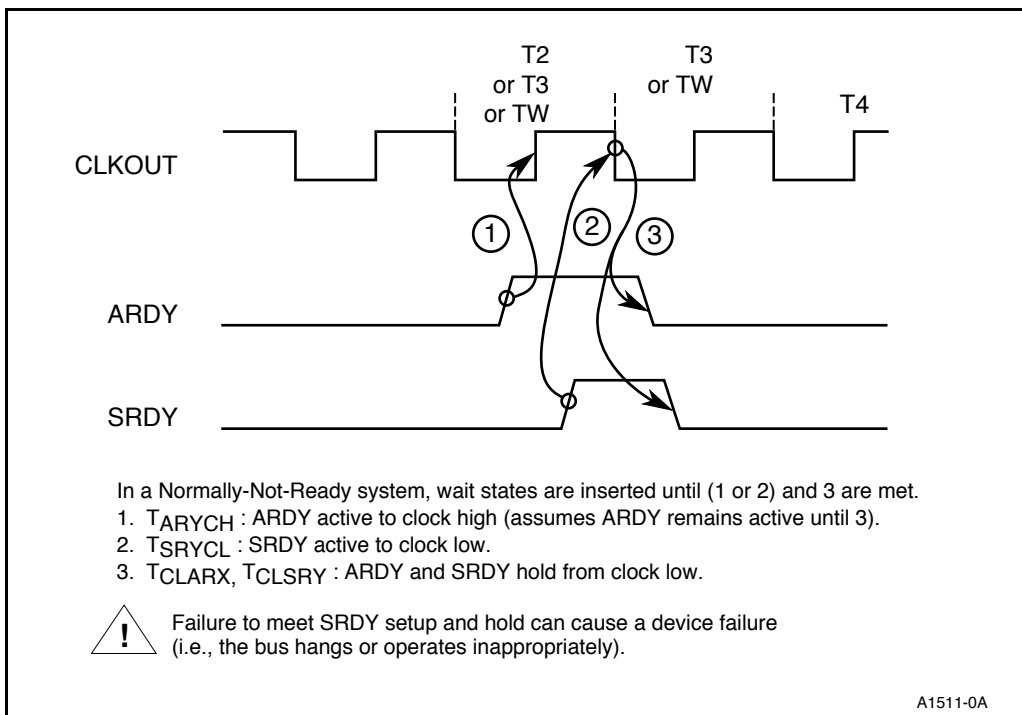 T2
or T3
or TW
T3
or TW
T4
CLKOUT
1
2
3
ARDY
SRDY
In a Normally-Not-Ready system, wait states are inserted until (1 or 2) and 3 are met.
1. TARYCH : ARDY active to clock high (assumes ARDY remains active until 3).
2. TSRYCL : SRDY active to clock low.
3. TCLARX, TCLSRY : ARDY and SRDY hold from clock low.
! Failure to meet SRDY setup and hold can cause a device failure
(i.e., the bus hangs or operates inappropriately).
A1511-0A